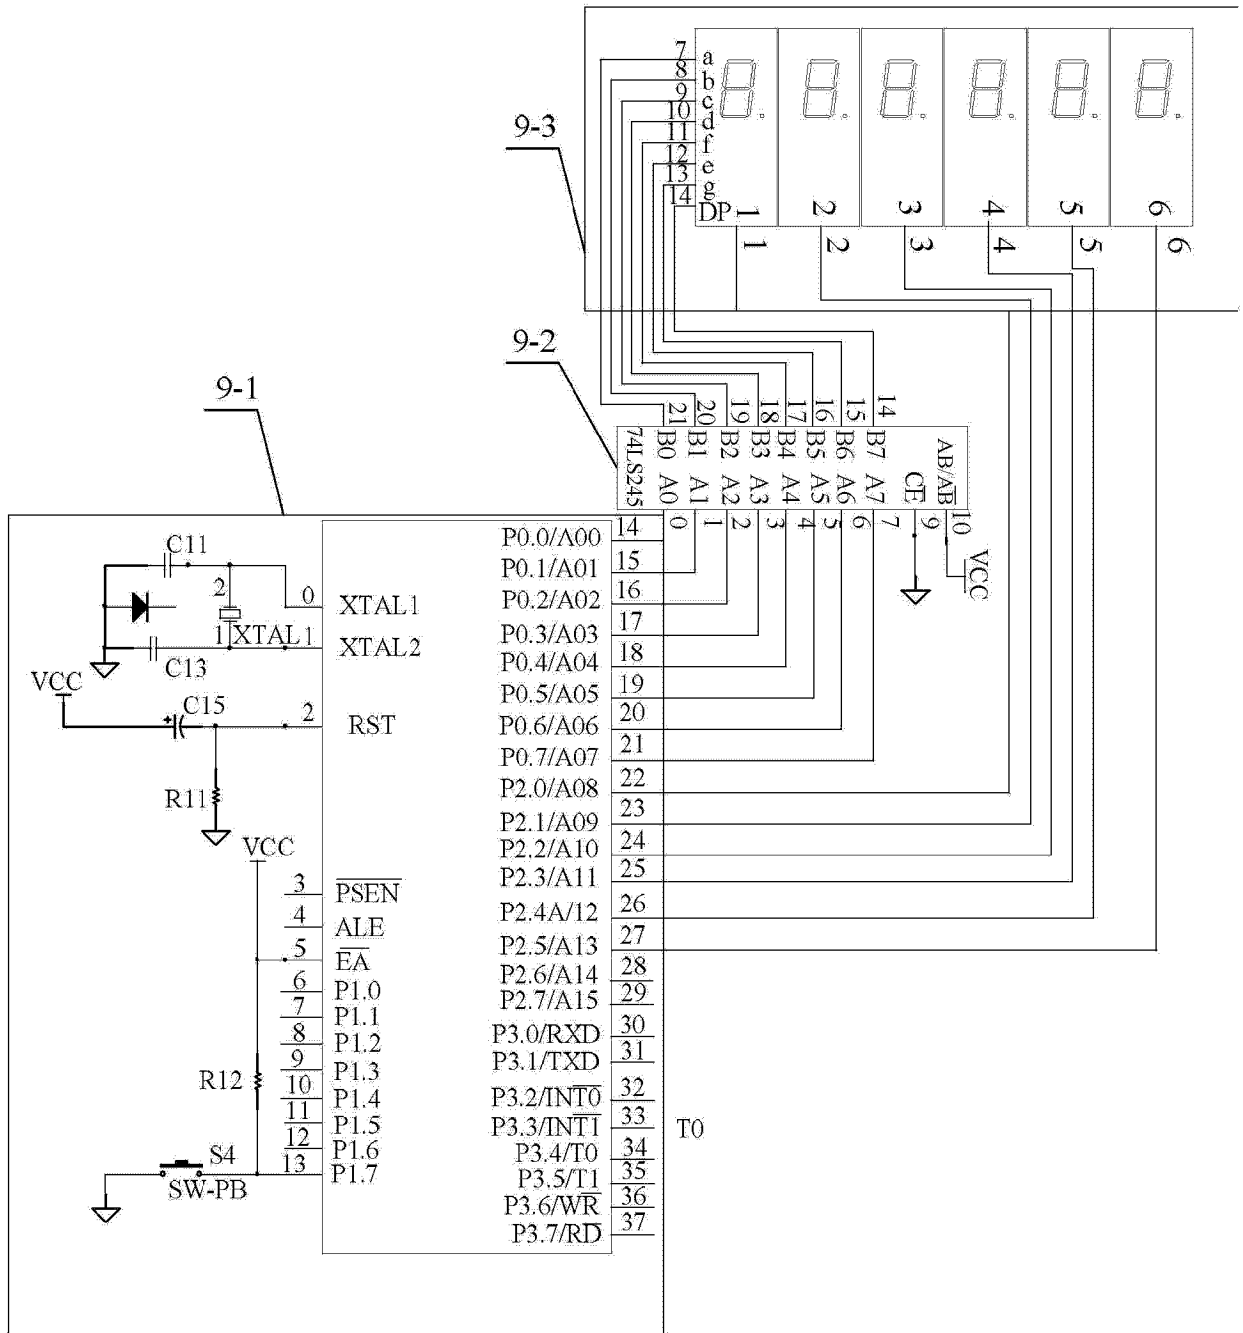 7 a
8 b
9 c
10 d
11 f
12 e
13 g
14 DP
1 2 3 4 5 6
1 2 3 4 5 6
9-3
9-2
9-1
21 20 19 18 17 16 15 14
74LS245 B0 B1 B2 B3 B4 B5 B6 B7 AB/AB
A0 A1 A2 A3 A4 A5 A6 A7 CE
0 1 2 3 4 5 6 7 9 10
VCC
C11
2
1 XTAL1
C13
0 XTAL1
XTAL2
VCC
C15
2 RST
R11
VCC
3 PSEN
4 ALE
5 EA
6 P1.0
7 P1.1
8 P1.2
9 P1.3
10 P1.4
11 P1.5
12 P1.6
13 P1.7
R12
S4
SW-PB
P0.0/A00 14
P0.1/A01 15
P0.2/A02 16
P0.3/A03 17
P0.4/A04 18
P0.5/A05 19
P0.6/A06 20
P0.7/A07 21
P2.0/A08 22
P2.1/A09 23
P2.2/A10 24
P2.3/A11 25
P2.4A/12 26
P2.5/A13 27
P2.6/A14 28
P2.7/A15 29
P3.0/RXD 30
P3.1/TXD 31
P3.2/INT0 32
P3.3/INT1 33
P3.4/T0 34
P3.5/T1 35
P3.6/WR 36
P3.7/RD 37
T0